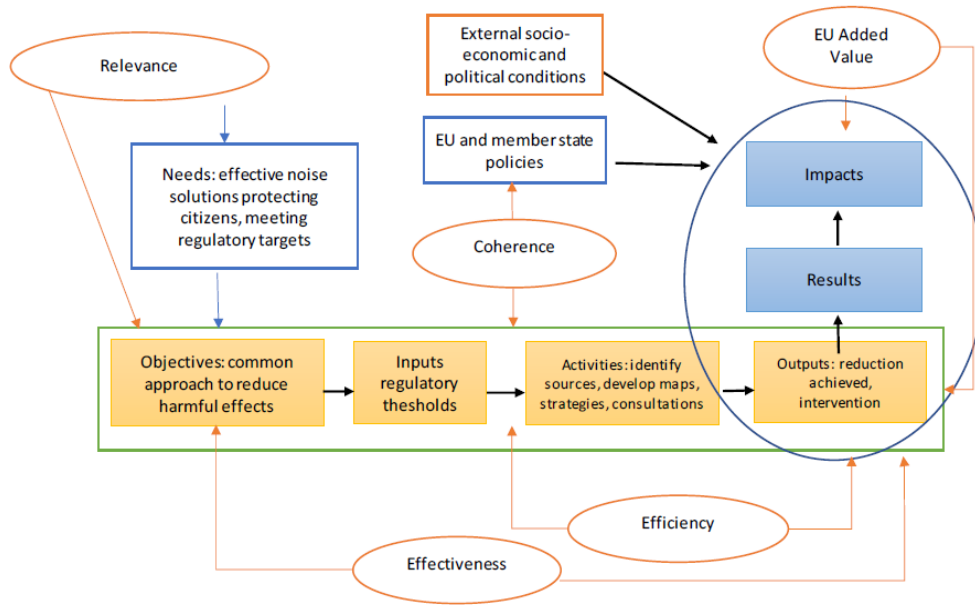 Relevance
External socio-
economic and
political conditions
EU Added
Value
EU and member state
policies
Needs: effective noise
solutions protecting
citizens, meeting
regulatory targets
Impacts
Coherence
Results
Objectives: common
approach to reduce
harmful effects
Inputs
regulatory
thesholds
Activities: identify
sources, develop maps,
strategies, consultations
Outputs: reduction
achieved,
intervention
Efficiency
Effectiveness